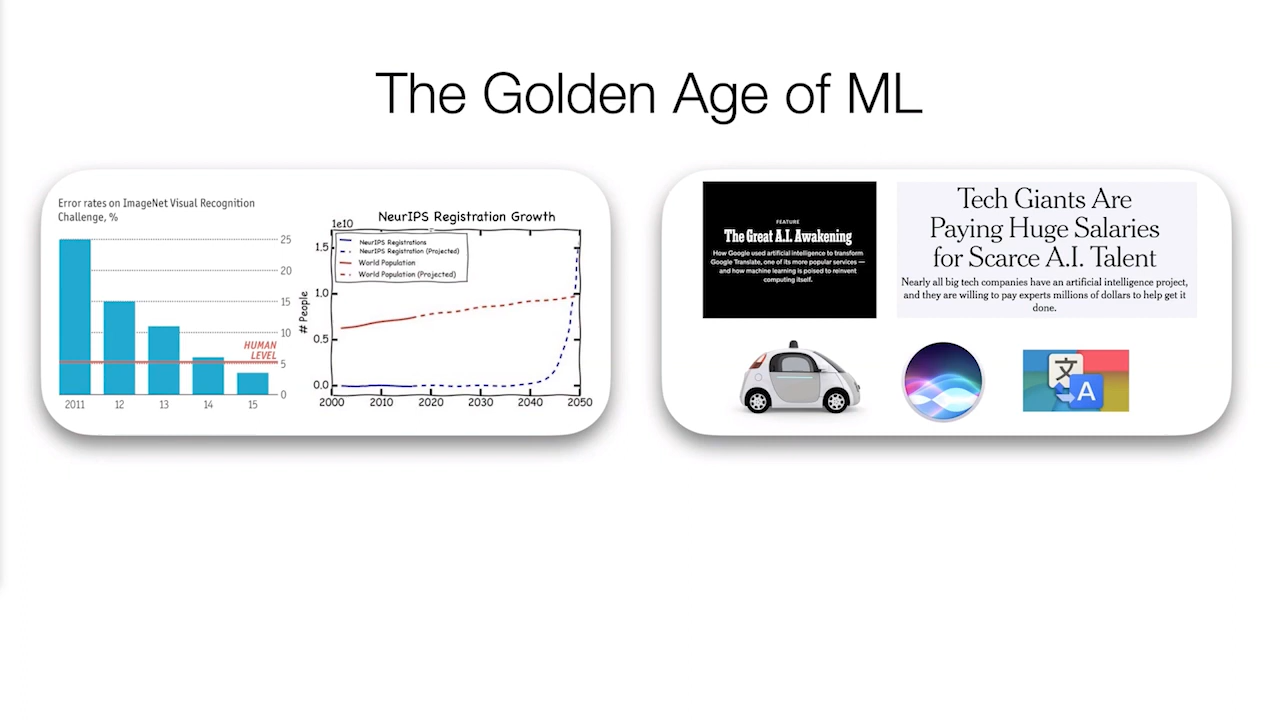 The Golden Age of ML
Error rates on ImageNet Visual Recognition
Challenge, %
25
20
15
10
5
0
HUMAN
LEVEL
2011
12
13
14
15
NeurIPS Registration Growth
1e10
1.5
1.0
0.5
0.0
# People
NeurIPS Registrations
NeurIPS Registration (Projected)
World Population
World Population (Projected)
2000
2010
2020
2030
2040
2050
FEATURE
The Great A.I. Awakening
How Google used artificial intelligence to transform
Google Translate, one of its more popular services —
and how machine learning is poised to reinvent
computing itself.
Tech Giants Are
Paying Huge Salaries
for Scarce A.I. Talent
Nearly all big tech companies have an artificial intelligence project,
and they are willing to pay experts millions of dollars to help get it
done.
文
A